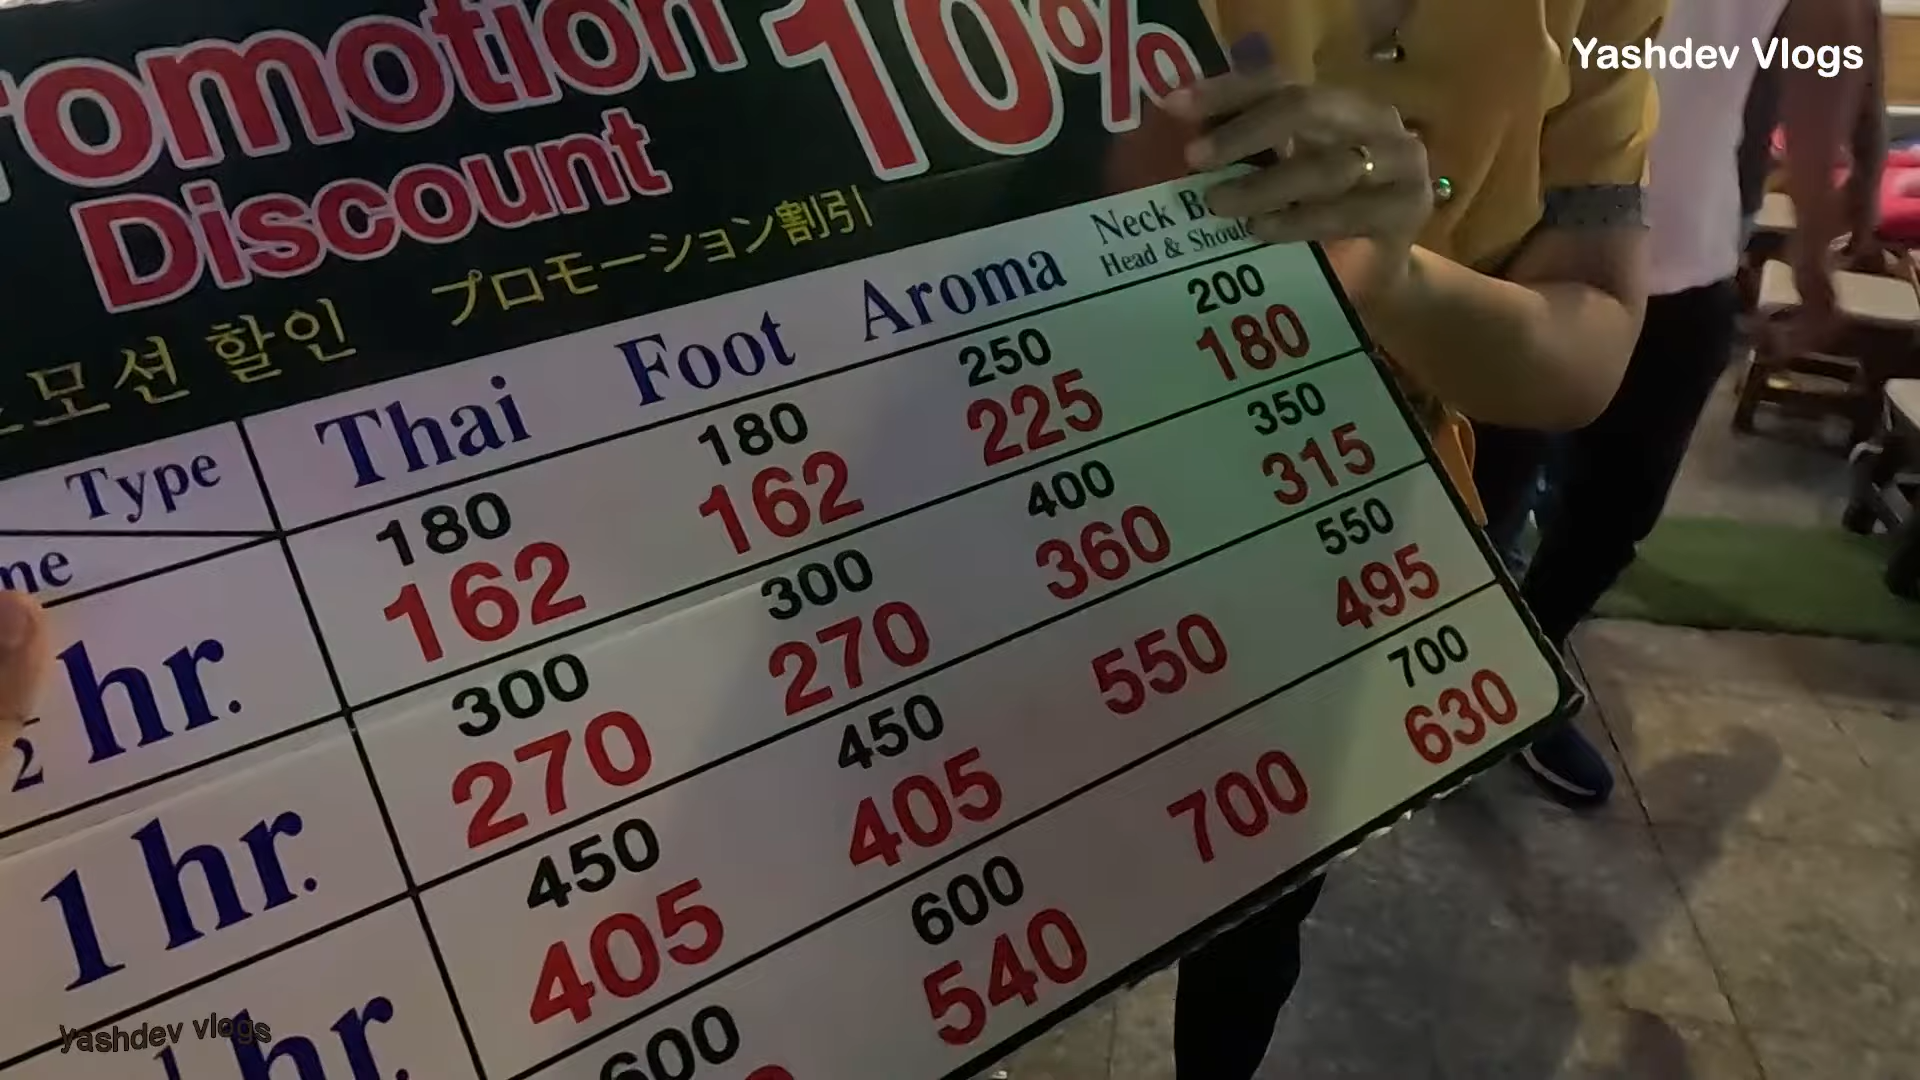 Yashdev Vlogs
romotion 10%
Discount
모션 할인 プロモーション割引
Type Thai Foot Aroma Neck
Head &
hr. 180 180 250 200
162 162 225 180
1 hr. 300 300 400 350
270 270 360 315
hr. 450 450 550 550
405 405 495
600 600 700 700
540 630
yashdev vlogs